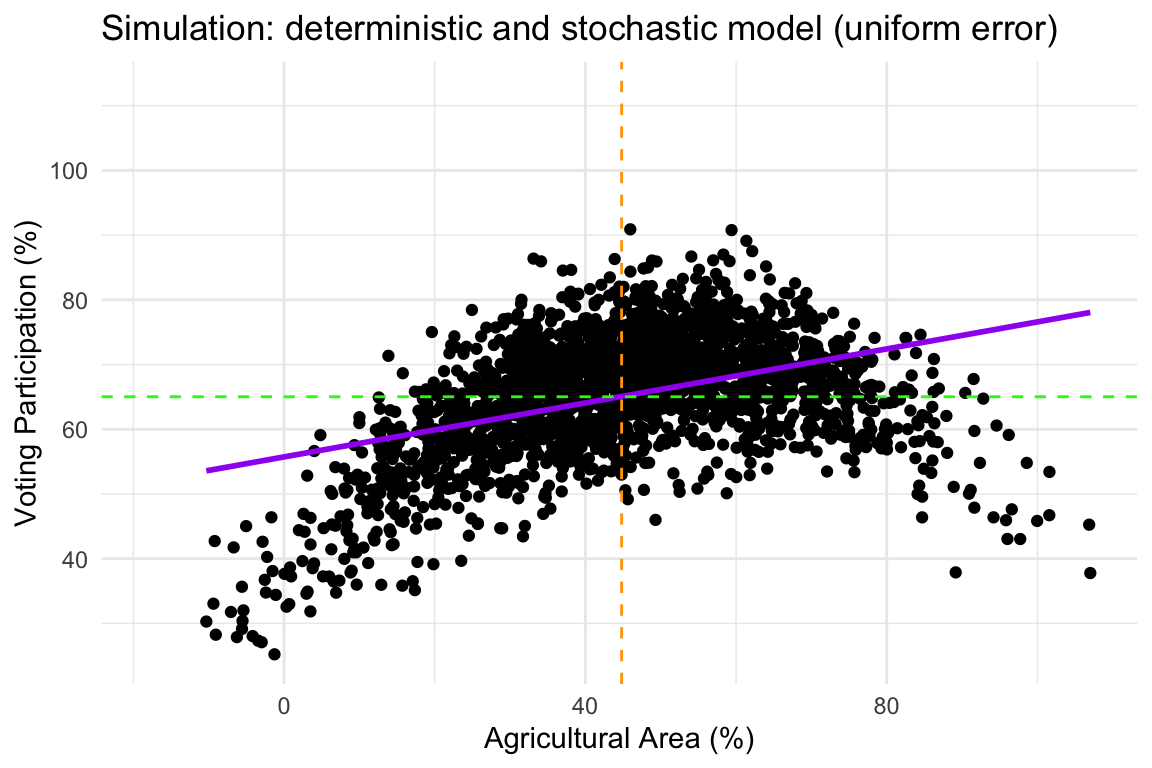 Simulation: deterministic and stochastic model (uniform error)
100
80
60
40
Voting Participation (%)
0
40
80
Agricultural Area (%)